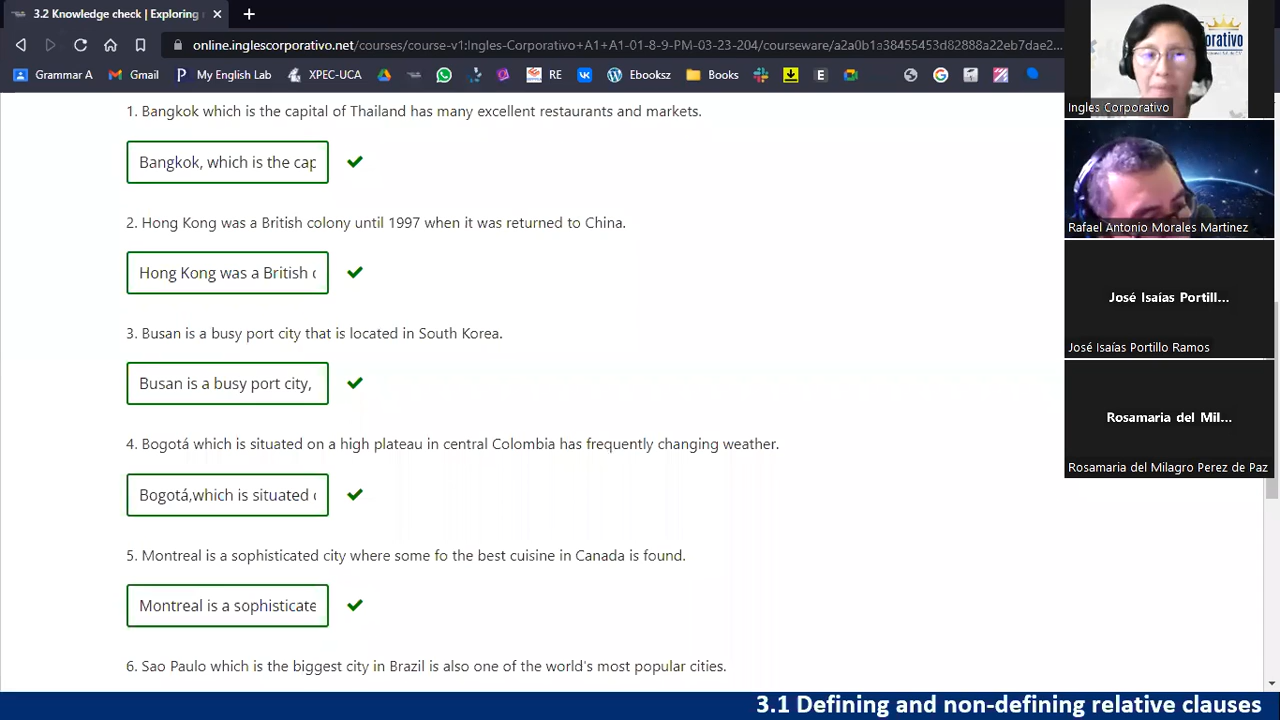 3.2 Knowledge check | Exploring
online.inglescorporativo.net/courses/course-v1:Ingles-Corporativo+A1+A1-01-8-9-PM-03-23-204/courseware/a2a0b1a38455453d82888a22eb7dae2...
Grammar A Gmail My English Lab XPEC-UCA RE Ebooksz Books
1. Bangkok which is the capital of Thailand has many excellent restaurants and markets.
Bangkok, which is the cap
2. Hong Kong was a British colony until 1997 when it was returned to China.
Hong Kong was a British c
3. Busan is a busy port city that is located in South Korea.
Busan is a busy port city,
4. Bogotá which is situated on a high plateau in central Colombia has frequently changing weather.
Bogotá,which is situated c
5. Montreal is a sophisticated city where some fo the best cuisine in Canada is found.
Montreal is a sophisticate
6. Sao Paulo which is the biggest city in Brazil is also one of the world's most popular cities.
orativo
Ingles Corporativo
Rafael Antonio Morales Martinez
José Isaías Portill...
José Isaías Portillo Ramos
Rosamaria del Mil...
Rosamaria del Milagro Perez de Paz
3.1 Defining and non-defining relative clauses